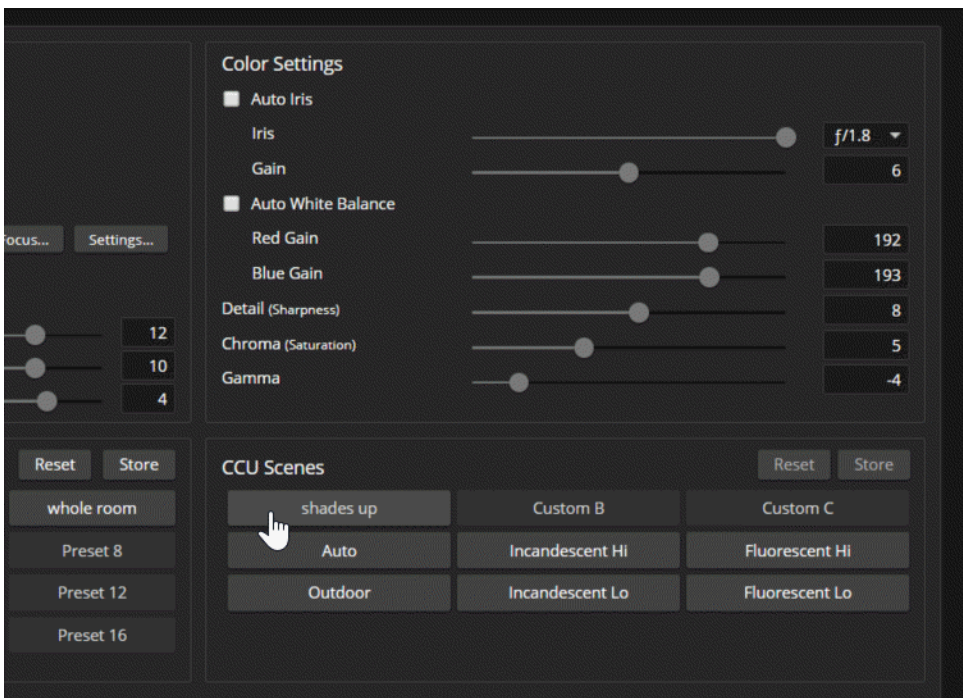 Color Settings
Auto Iris
Iris ƒ/1.8
Gain 6
Auto White Balance
Red Gain 192
Blue Gain 193
Detail (Sharpness) 8
Chroma (Saturation) 5
Gamma -4
Settings...
12
10
4
Reset Store
whole room
Preset 8
Preset 12
Preset 16
CCU Scenes Reset Store
shades up Custom B Custom C
Auto Incandescent Hi Fluorescent Hi
Outdoor Incandescent Lo Fluorescent Lo